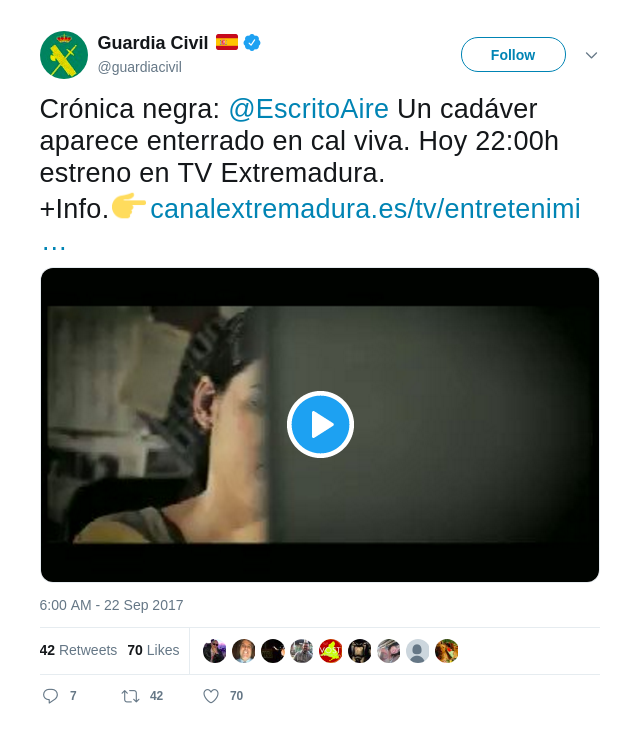 Guardia Civil
@guardiacivil
Follow
Crónica negra: @EscritoAire Un cadáver
aparece enterrado en cal viva. Hoy 22:00h
estreno en TV Extremadura.
+Info.👉canalextremadura.es/tv/entretenimi
…
6:00 AM - 22 Sep 2017
42 Retweets 70 Likes
7 42 70